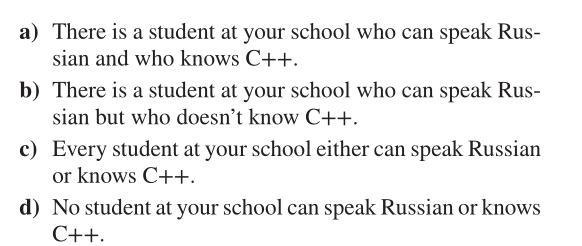 a) There is a student at your school who can speak Rus-
sian and who knows C++.
b) There is a student at your school who can speak Rus-
sian but who doesn’t know C++.
c) Every student at your school either can speak Russian
or knows C++.
d) No student at your school can speak Russian or knows
C++.